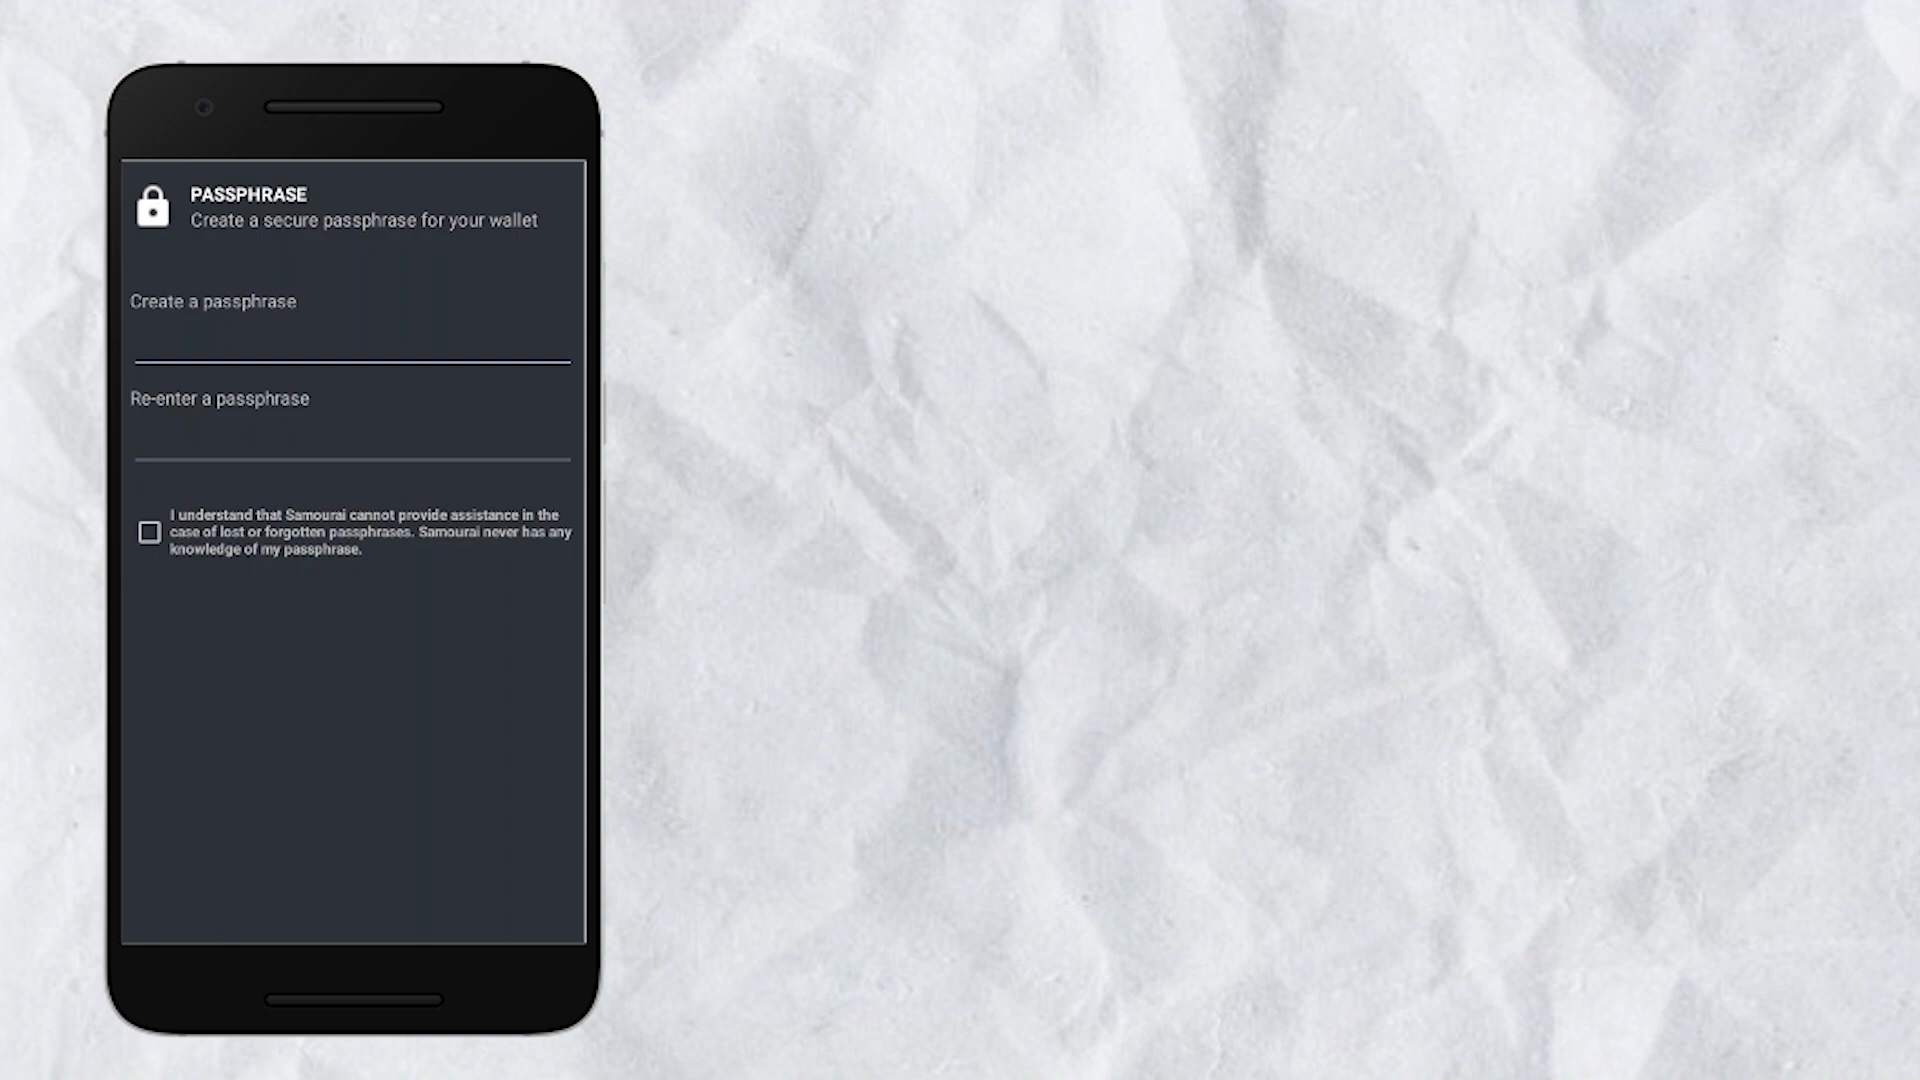 PASSPHRASE
Create a secure passphrase for your wallet
Create a passphrase
Re-enter a passphrase
I understand that Samourai cannot provide assistance in the
case of lost or forgotten passphrases. Samourai never has any
knowledge of my passphrase.